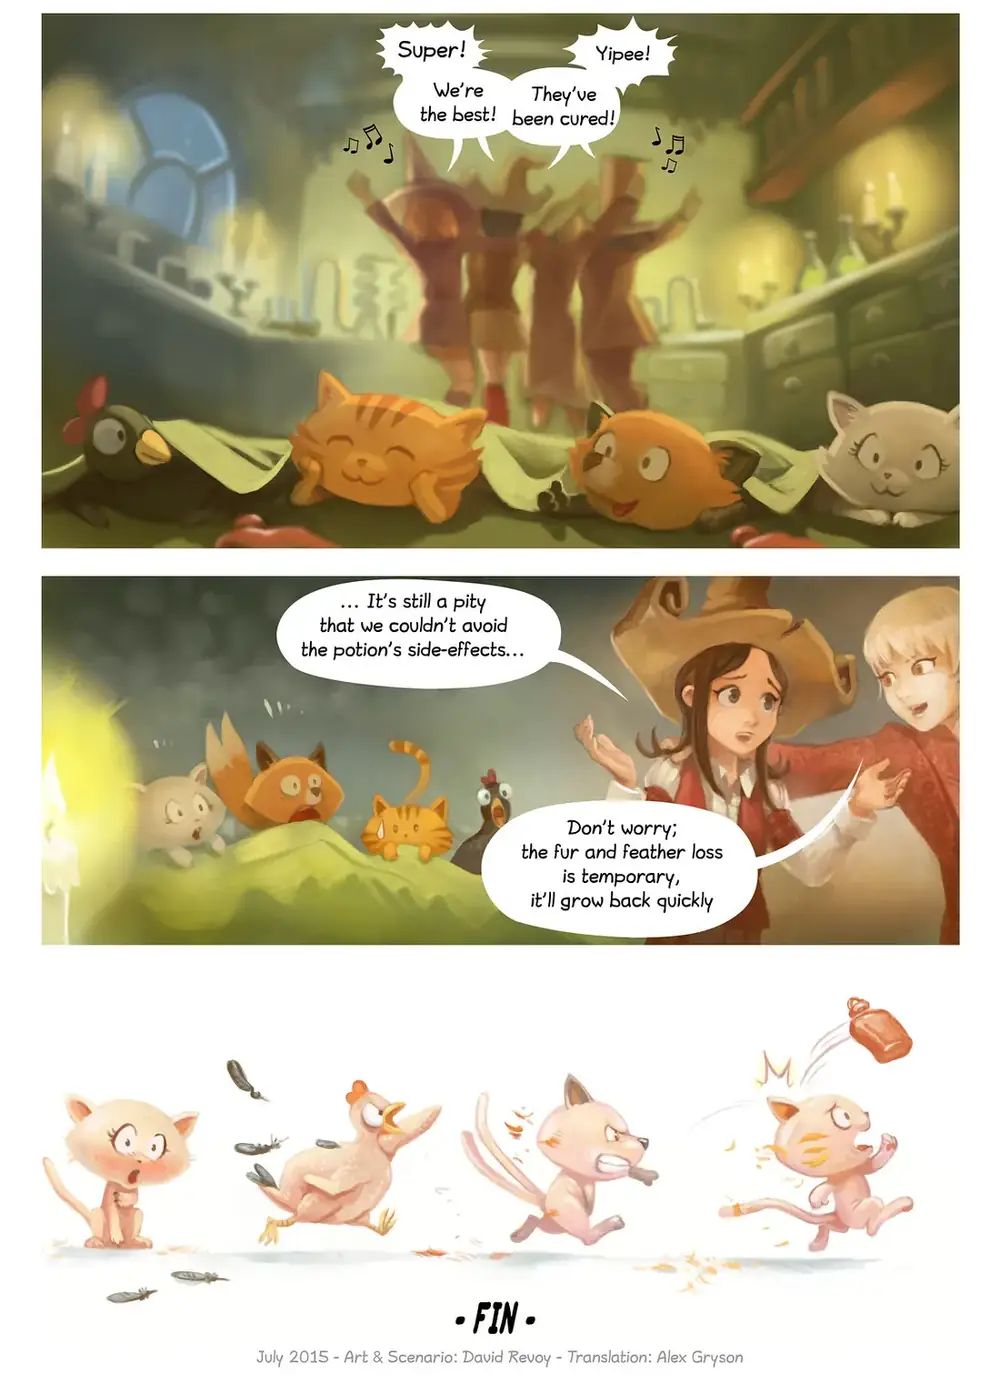 Super!
We're
the best!
Yipee!
They've
been cured!
... It's still a pity
that we couldn't avoid
the potion's side-effects...
Don't worry;
the fur and feather loss
is temporary,
it'll grow back quickly
- FIN -
July 2015 - Art & Scenario: David Revoy - Translation: Alex Gryson